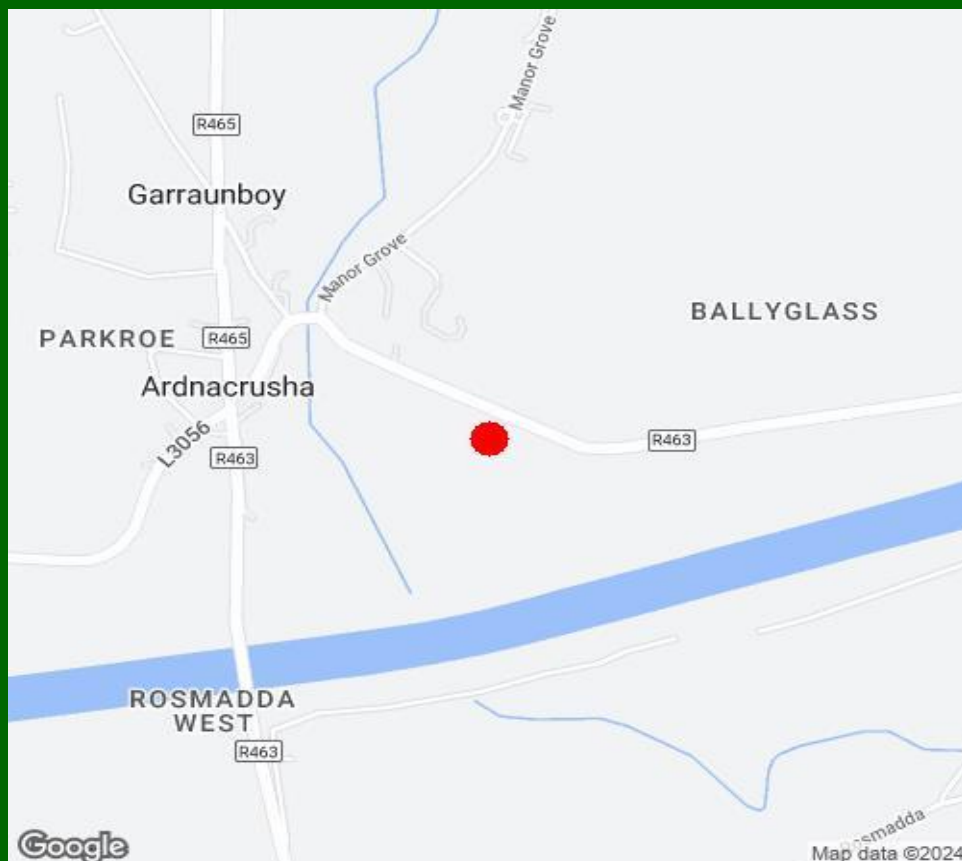 Manor Grove
R465
Garraunboy
Manor Grove
BALLYGLASS
PARKROE
R465
Ardnacrusha
L3056
R463
R463
ROSMADDA
WEST
R463
Rosmadda
Google
Map data ©2024